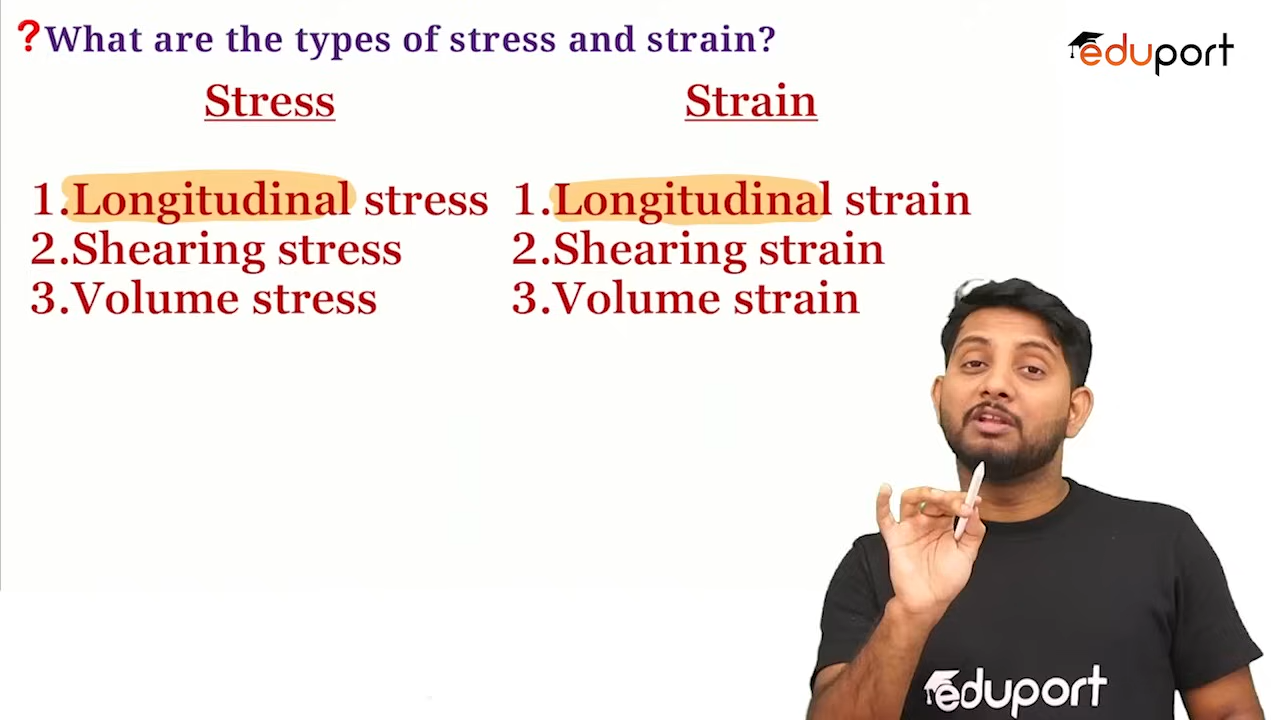 ❓What are the types of stress and strain?
eduport
Stress
Strain
1.Longitudinal stress
2.Shearing stress
3.Volume stress
1.Longitudinal strain
2.Shearing strain
3.Volume strain
eduport